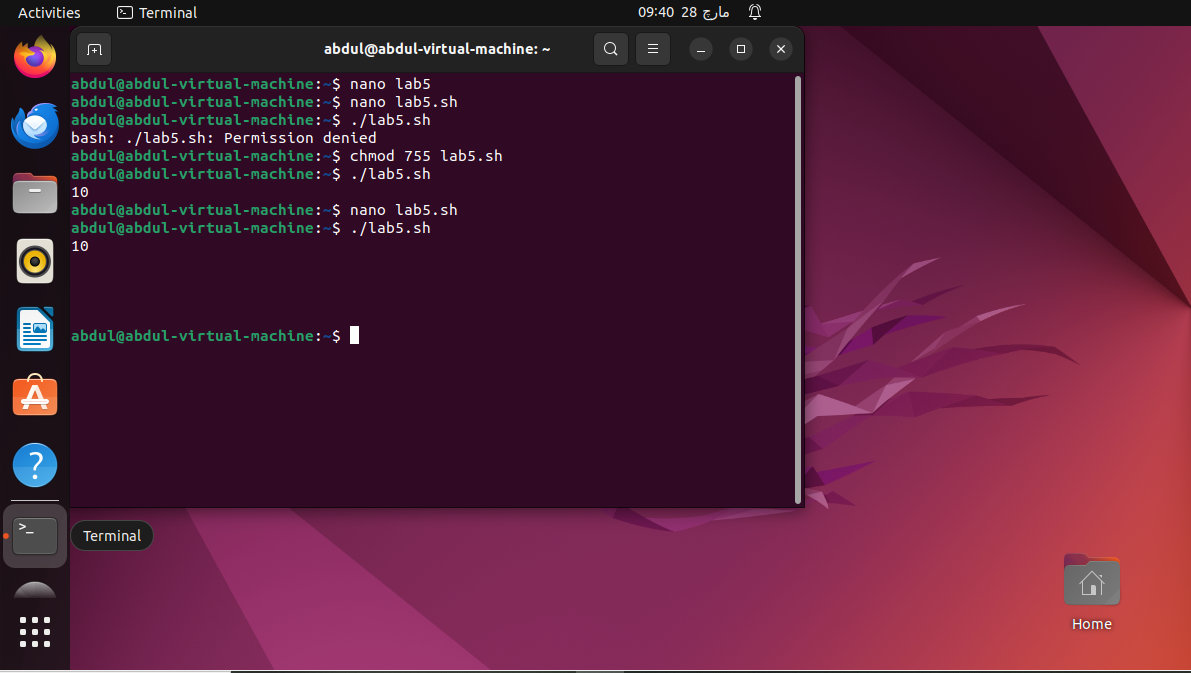 Activities
Terminal
09:40 28 مارچ
abdul@abdul-virtual-machine: ~
abdul@abdul-virtual-machine:~$ nano lab5
abdul@abdul-virtual-machine:~$ nano lab5.sh
abdul@abdul-virtual-machine:~$ ./lab5.sh
bash: ./lab5.sh: Permission denied
abdul@abdul-virtual-machine:~$ chmod 755 lab5.sh
abdul@abdul-virtual-machine:~$ ./lab5.sh
10
abdul@abdul-virtual-machine:~$ nano lab5.sh
abdul@abdul-virtual-machine:~$ ./lab5.sh
10
abdul@abdul-virtual-machine:~$
Terminal
Home